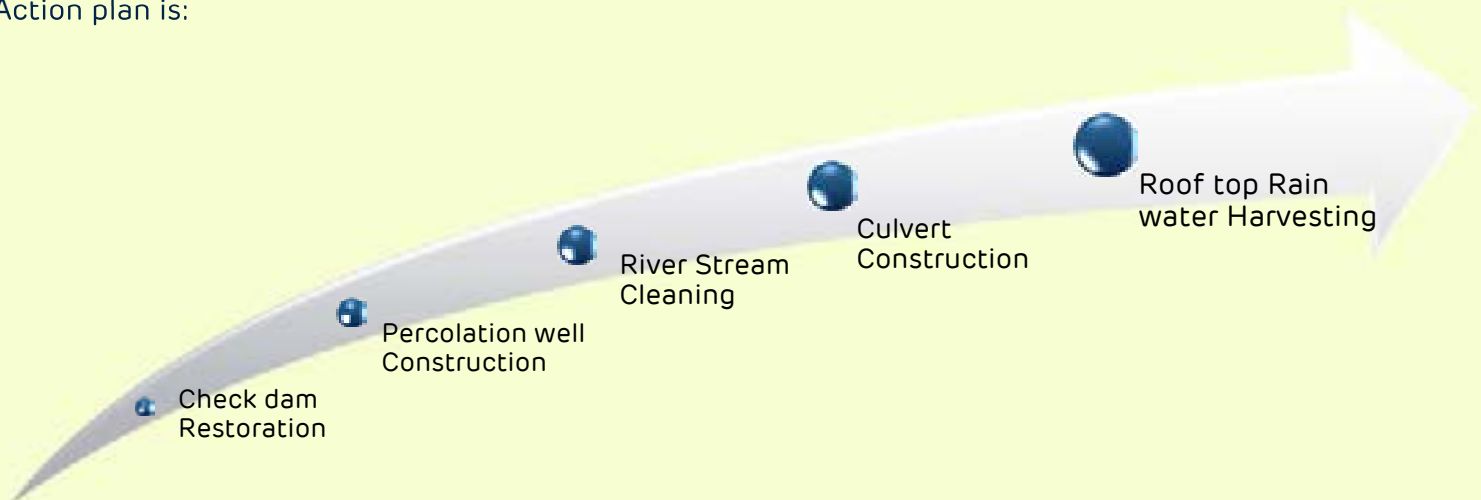 Action plan is:
Roof top Rain
water Harvesting
Culvert
Construction
River Stream
Cleaning
Percolation well
Construction
Check dam
Restoration